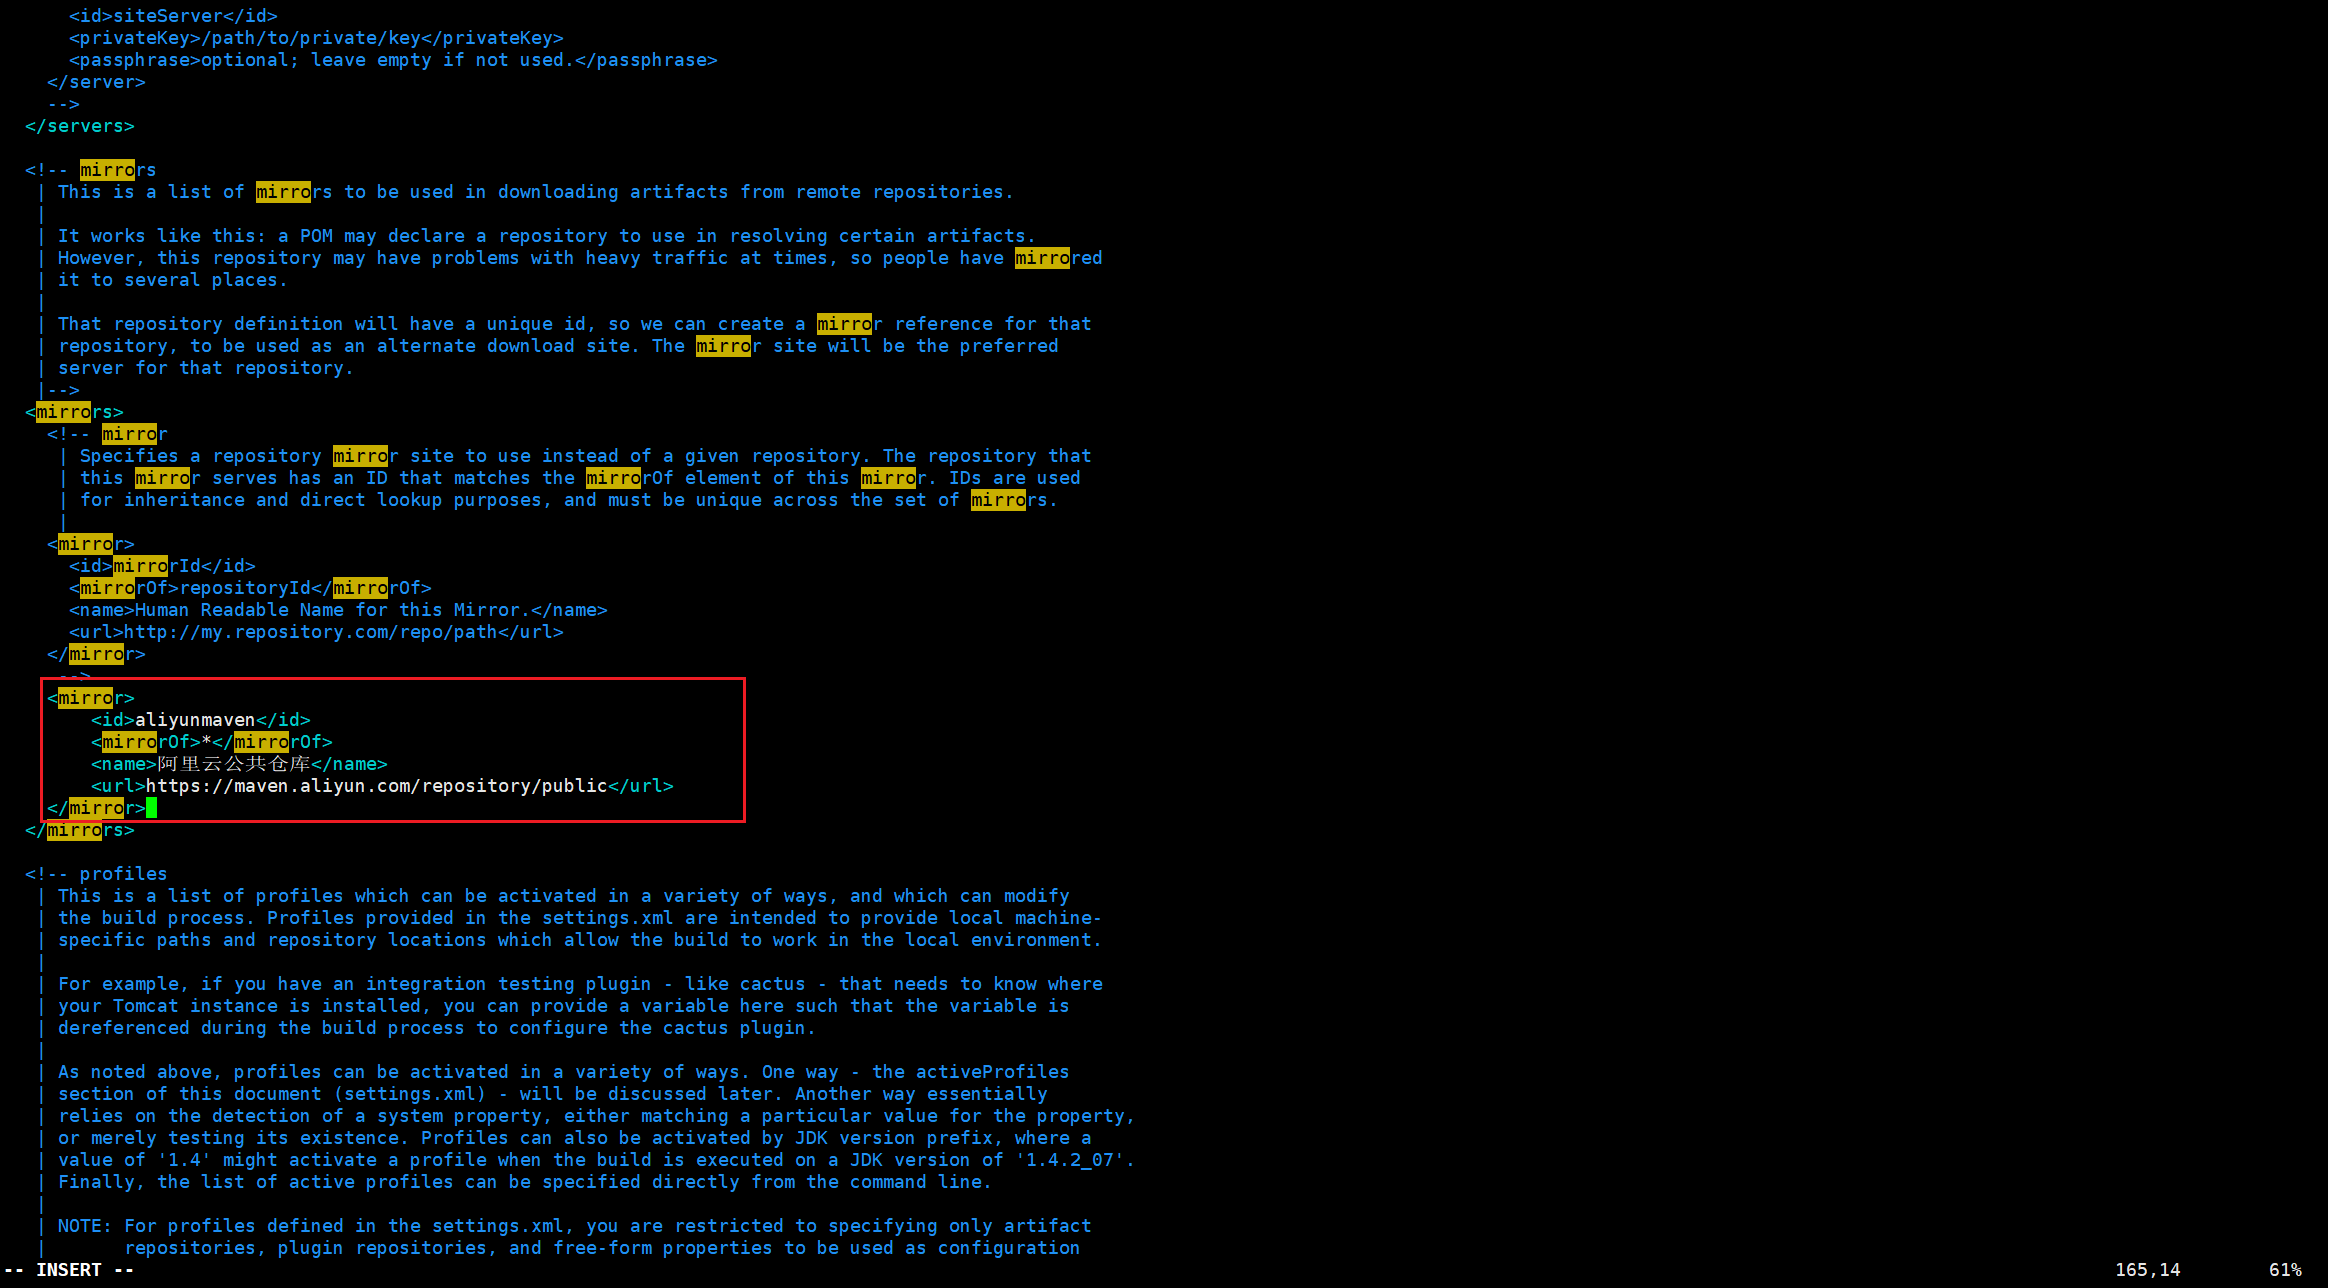 <id>siteServer</id>
<privateKey>/path/to/private/key</privateKey>
<passphrase>optional; leave empty if not used.</passphrase>
</server>
-->
</servers>
<!-- mirrors
| This is a list of mirrors to be used in downloading artifacts from remote repositories.
|
| It works like this: a POM may declare a repository to use in resolving certain artifacts.
| However, this repository may have problems with heavy traffic at times, so people have mirrored
| it to several places.
|
| That repository definition will have a unique id, so we can create a mirror reference for that
| repository, to be used as an alternate download site. The mirror site will be the preferred
| server for that repository.
|-->
<mirrors>
<!-- mirror
| Specifies a repository mirror site to use instead of a given repository. The repository that
| this mirror serves has an ID that matches the mirrorOf element of this mirror. IDs are used
| for inheritance and direct lookup purposes, and must be unique across the set of mirrors.
|
<mirror>
<id>mirrorId</id>
<mirrorOf>repositoryId</mirrorOf>
<name>Human Readable Name for this Mirror.</name>
<url>http://my.repository.com/repo/path</url>
</mirror>
-->
<mirror>
<id>aliyunmaven</id>
<mirrorOf>*</mirrorOf>
<name>阿里云公共仓库</name>
<url>https://maven.aliyun.com/repository/public</url>
</mirror>
</mirrors>
<!-- profiles
| This is a list of profiles which can be activated in a variety of ways, and which can modify
| the build process. Profiles provided in the settings.xml are intended to provide local machine-
| specific paths and repository locations which allow the build to work in the local environment.
|
| For example, if you have an integration testing plugin - like cactus - that needs to know where
| your Tomcat instance is installed, you can provide a variable here such that the variable is
| dereferenced during the build process to configure the cactus plugin.
|
| As noted above, profiles can be activated in a variety of ways. One way - the activeProfiles
| section of this document (settings.xml) - will be discussed later. Another way essentially
| relies on the detection of a system property, either matching a particular value for the property,
| or merely testing its existence. Profiles can also be activated by JDK version prefix, where a
| value of '1.4' might activate a profile when the build is executed on a JDK version of '1.4.2_07'.
| Finally, the list of active profiles can be specified directly from the command line.
|
| NOTE: For profiles defined in the settings.xml, you are restricted to specifying only artifact
| repositories, plugin repositories, and free-form properties to be used as configuration
-- INSERT -- 165,14 61%